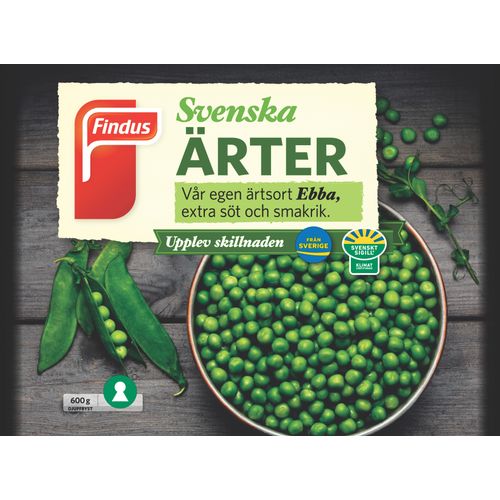 Findus
Svenska
ÄRTER
Vår egen ärtsort Ebba,
extra söt och smakrik.
Upplev skillnaden
FRÅN
SVERIGE
SVENSKT
SIGILL
KLIMAT
CERTIFIERAD
600g
DJUPFRYST